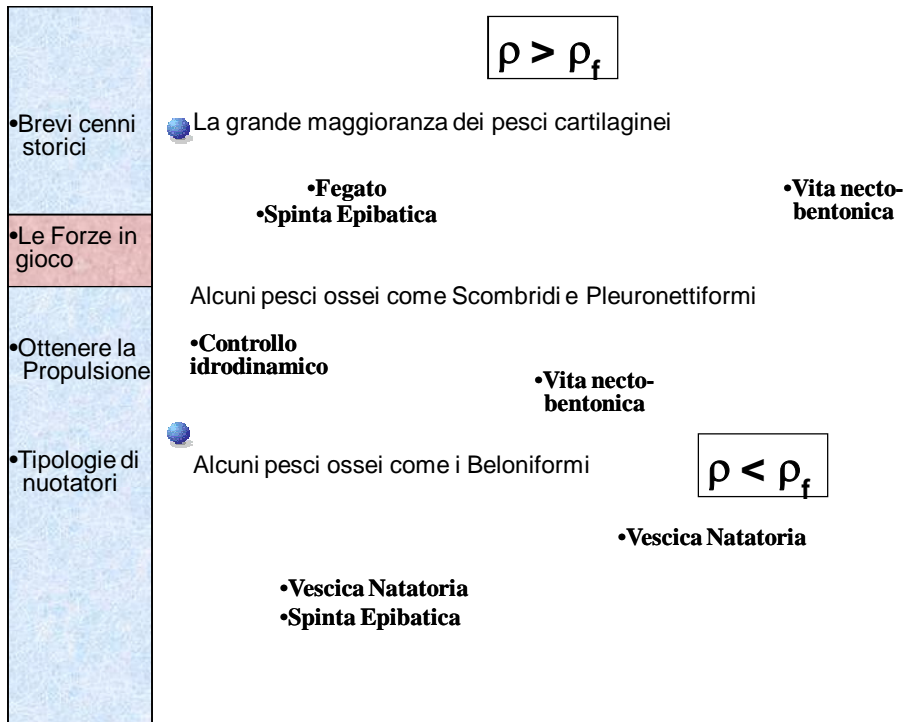 ρ > ρf
•Brevi cenni
storici
•Le Forze in
gioco
•Ottenere la
Propulsione
•Tipologie di
nuotatori
La grande maggioranza dei pesci cartilaginei
•Fegato
•Spinta Epibatica
•Vita necto-
bentonica
Alcuni pesci ossei come Scombridi e Pleuronettiformi
•Controllo
idrodinamico
•Vita necto-
bentonica
Alcuni pesci ossei come i Beloniformi
ρ < ρf
•Vescica Natatoria
•Vescica Natatoria
•Spinta Epibatica